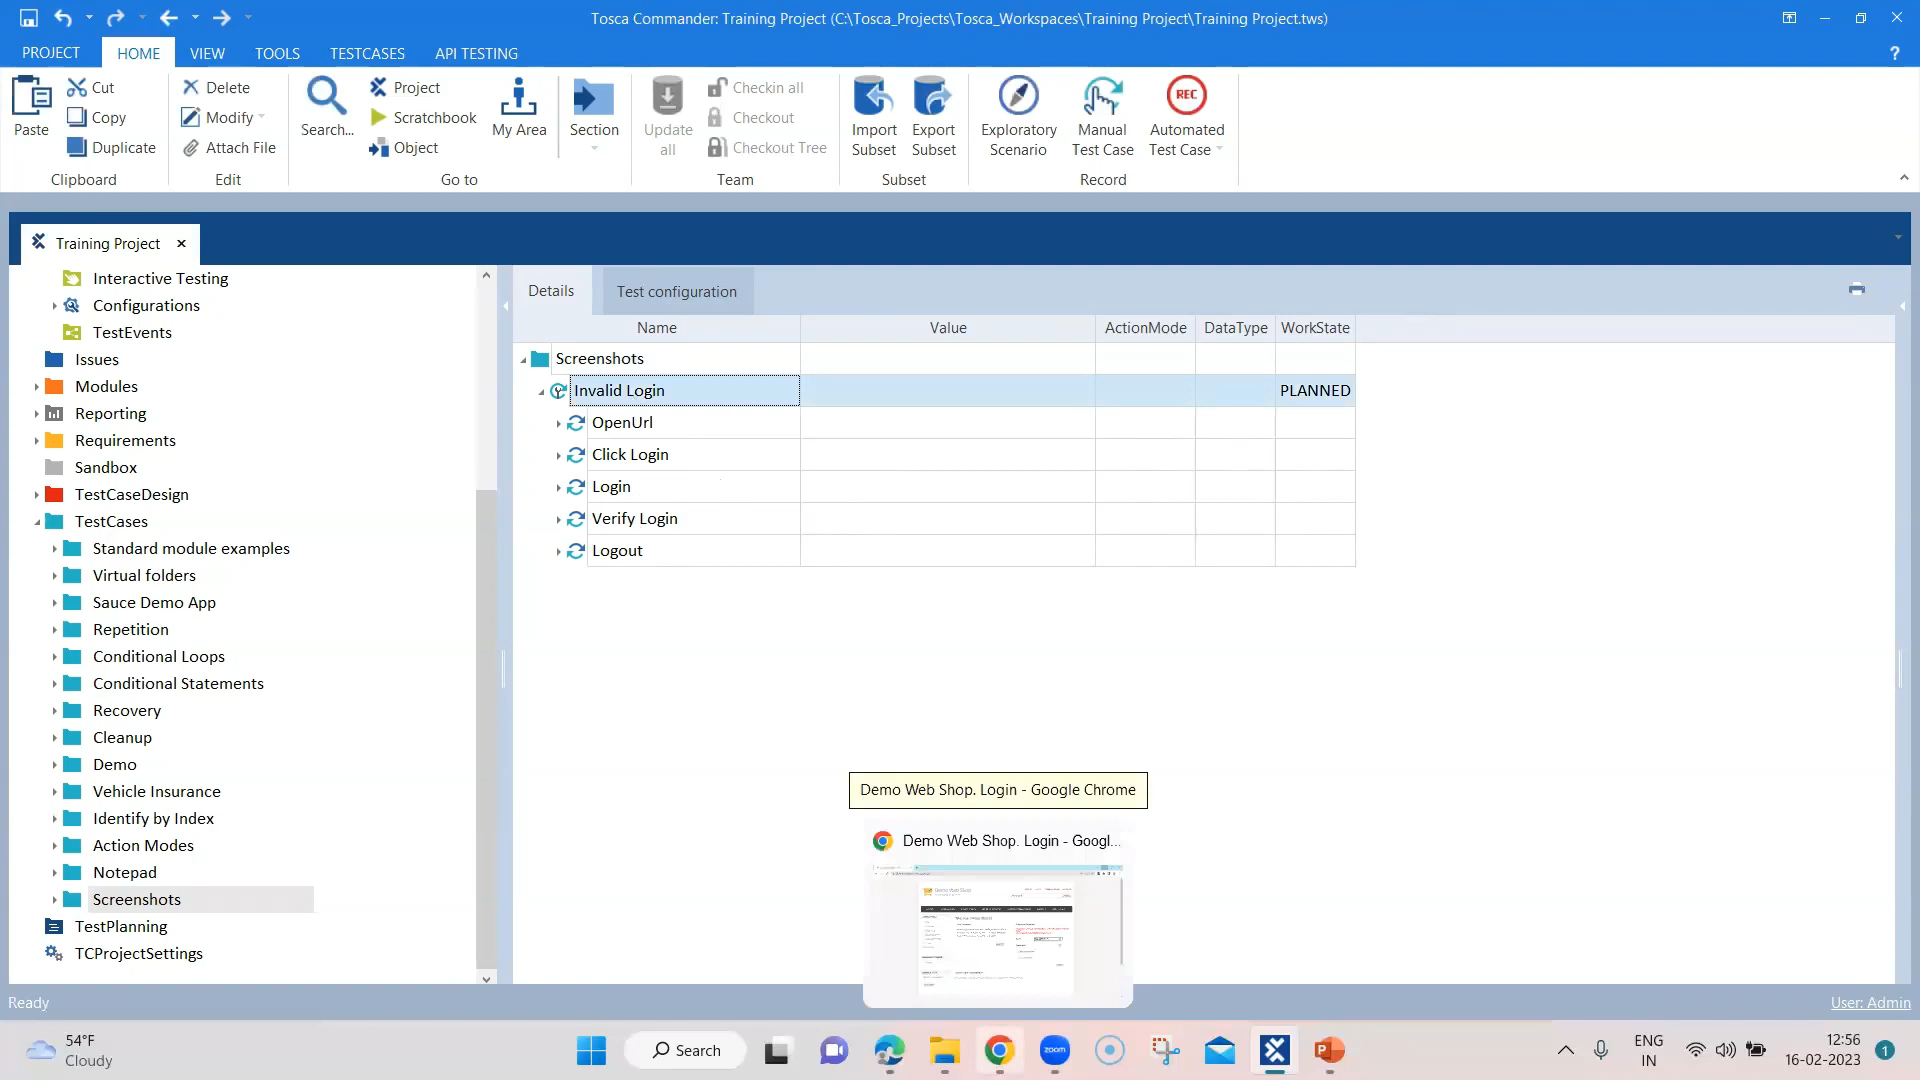 Tosca Commander: Training Project (C:\Tosca_Projects\Tosca_Workspaces\Training Project\Training Project.tws)
PROJECT HOME VIEW TOOLS TESTCASES API TESTING ?
Paste
Cut
Copy
Duplicate
Clipboard
Delete
Modify
Attach File
Edit
Search...
Project
Scratchbook
Object
My Area
Go to
Section
Update all
Checkin all
Checkout
Checkout Tree
Team
Import Subset
Export Subset
Subset
Exploratory Scenario
Manual Test Case
REC
Automated Test Case
Record
Training Project
Interactive Testing
Configurations
TestEvents
Issues
Modules
Reporting
Requirements
Sandbox
TestCaseDesign
TestCases
Standard module examples
Virtual folders
Sauce Demo App
Repetition
Conditional Loops
Conditional Statements
Recovery
Cleanup
Demo
Vehicle Insurance
Identify by Index
Action Modes
Notepad
Screenshots
TestPlanning
TCProjectSettings
Details Test configuration
Name Value ActionMode DataType WorkState
Screenshots
Invalid Login PLANNED
OpenUrl
Click Login
Login
Verify Login
Logout
Demo Web Shop. Login - Google Chrome
Demo Web Shop. Login - Googl...
Ready
User: Admin
54°F
Cloudy
Search
zoom
ENG
IN
12:56
16-02-2023
1